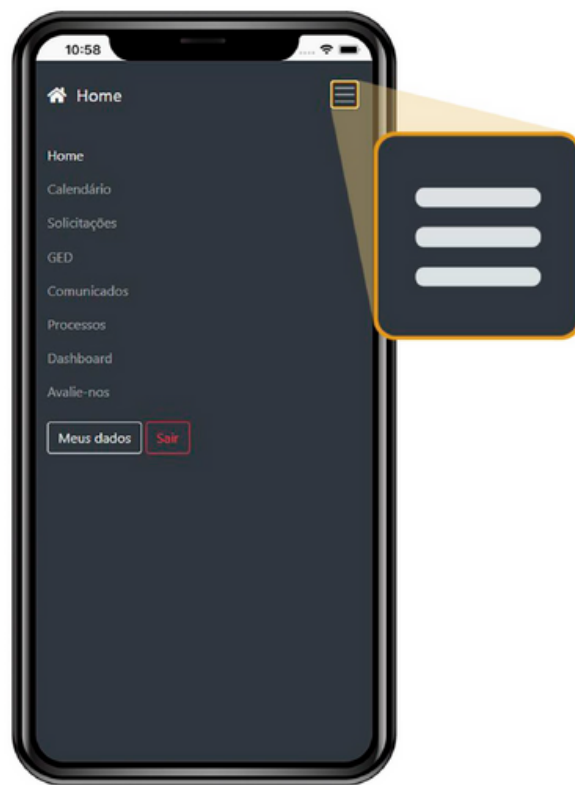 10:58
Home
Home
Calendário
Solicitações
GED
Comunicados
Processos
Dashboard
Avalie-nos
Meus dados Sair